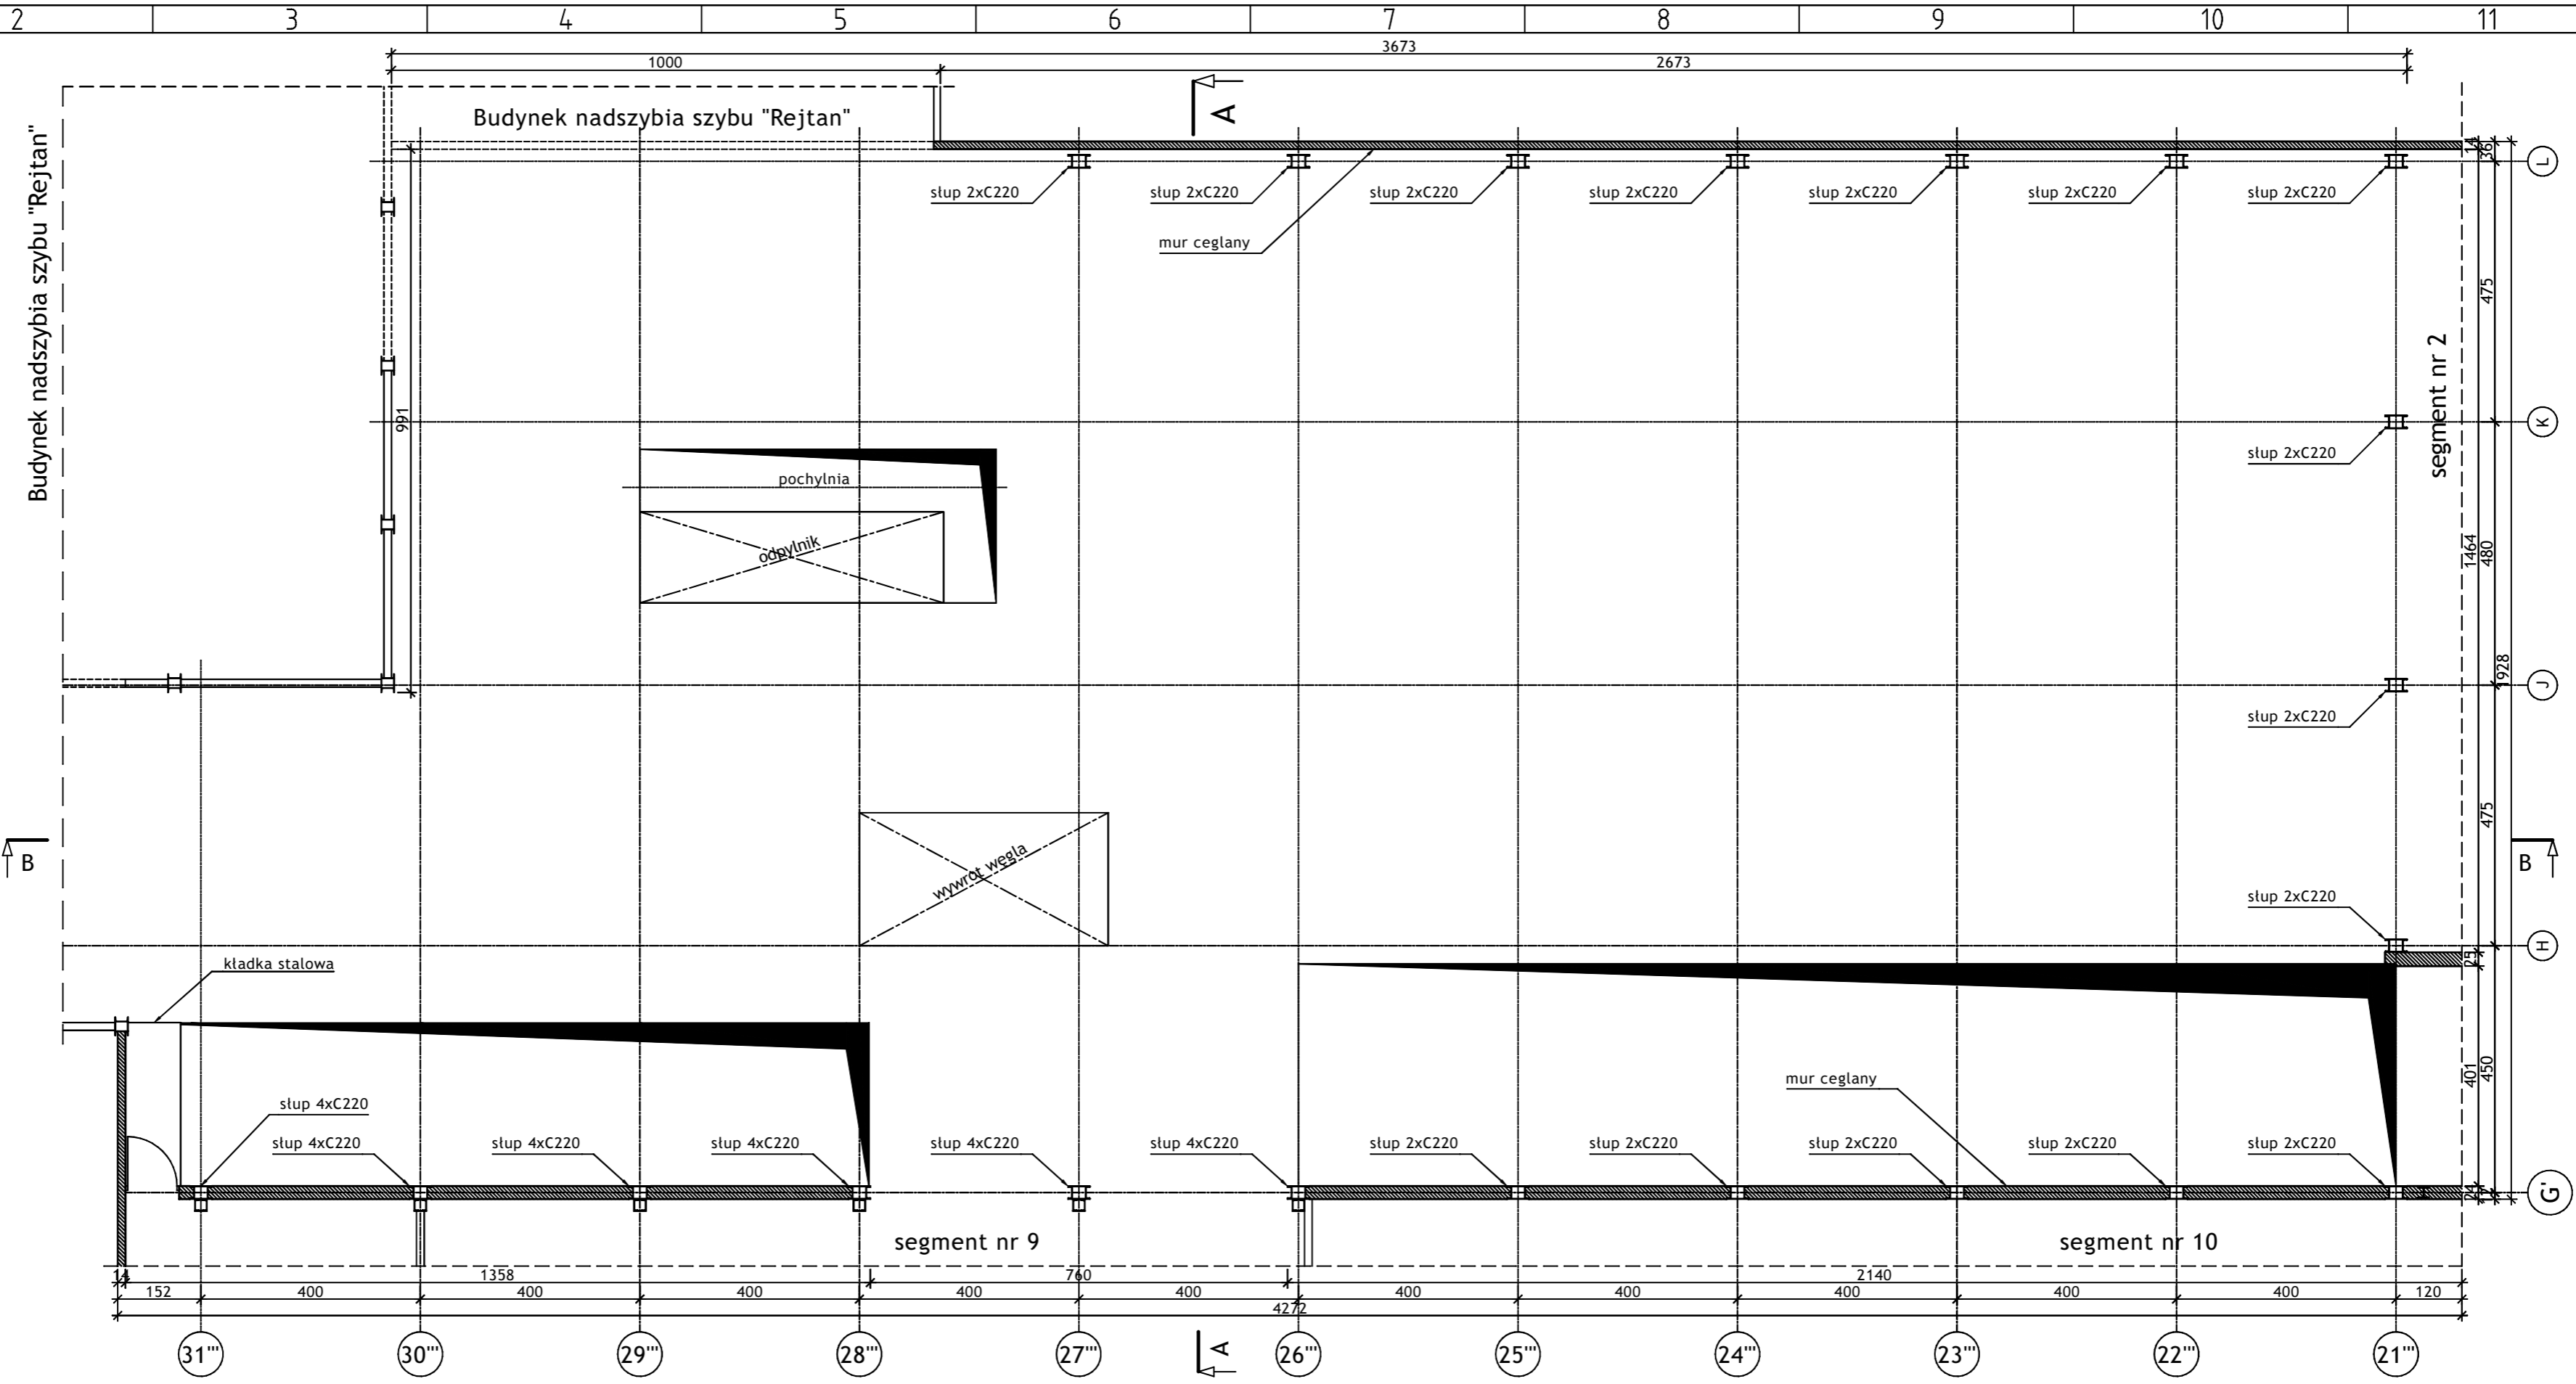 2
3
4
5
6
7
8
9
10
11
3673
1000
2673
A
Budynek nadszybia szybu "Rejtan"
Budynek nadszybia szybu "Rejtan"
14
36
L
słup 2xC220
słup 2xC220
słup 2xC220
słup 2xC220
słup 2xC220
słup 2xC220
słup 2xC220
mur ceglany
475
segment nr 2
991
K
słup 2xC220
pochylnia
odpylnik
1464
480
1928
J
słup 2xC220
475
B
wywrot węgla
B
słup 2xC220
H
25
kładka stalowa
401
450
mur ceglany
słup 4xC220
słup 4xC220
słup 4xC220
słup 4xC220
słup 4xC220
słup 4xC220
słup 2xC220
słup 2xC220
słup 2xC220
słup 2xC220
słup 2xC220
24
G'
segment nr 9
segment nr 10
14
1358
760
2140
152
400
400
400
400
400
400
400
400
400
400
120
4272
A
31'''
30'''
29'''
28'''
27'''
26'''
25'''
24'''
23'''
22'''
21'''